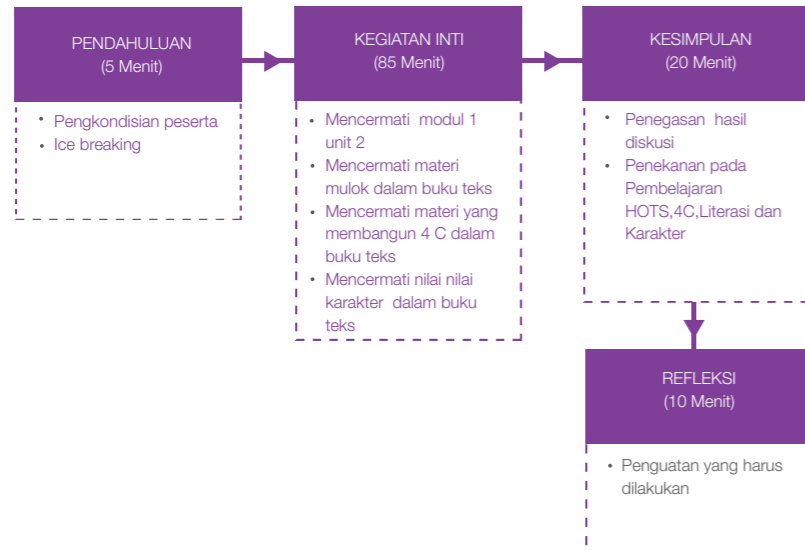 PENDAHULUAN
(5 Menit)
• Pengkondisian peserta
• Ice breaking
KEGIATAN INTI
(85 Menit)
• Mencermati modul 1
unit 2
• Mencermati materi
mulok dalam buku teks
• Mencermati materi yang
membangun 4 C dalam
buku teks
• Mencermati nilai nilai
karakter dalam buku
teks
KESIMPULAN
(20 Menit)
• Penegasan hasil
diskusi
• Penekanan pada
Pembelajaran
HOTS,4C,Literasi dan
Karakter
REFLEKSI
(10 Menit)
• Penguatan yang harus
dilakukan